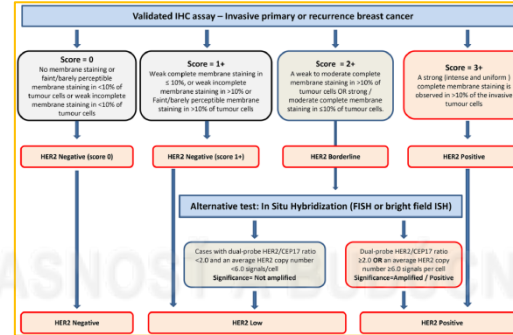 Validated IHC assay – Invasive primary or recurrence breast cancer
Score = 0
No membrane staining or
faint/barely perceptible
membrane staining in <10% of
tumour cells or weak incomplete
membrane staining in <10% of
tumour cells
Score = 1+
Weak complete membrane staining in
≤ 10%, or weak incomplete
membrane staining in >10% or
Faint/barely perceptible membrane
staining in >10% of tumour cells
Score = 2+
A weak to moderate complete
membrane staining in >10% of
tumour cells OR strong /
moderate complete membrane
staining in ≤10% of tumour cells.
Score = 3+
A strong (intense and uniform )
complete membrane staining is
observed in >10% of the invasive
tumour cells
HER2 Negative (score 0)
HER2 Negative (score 1+)
HER2 Borderline
HER2 Positive
Alternative test: In Situ Hybridization (FISH or bright field ISH)
Cases with dual-probe HER2/CEP17 ratio
<2.0 and an average HER2 copy number
<6.0 signals/cell
Significance= Not amplified
Dual-probe HER2/CEP17 ratio
≥2.0 OR an average HER2 copy
number ≥6.0 signals per cell
Significance=Amplified / Positive
HER2 Negative
HER2 Low
HER2 Positive